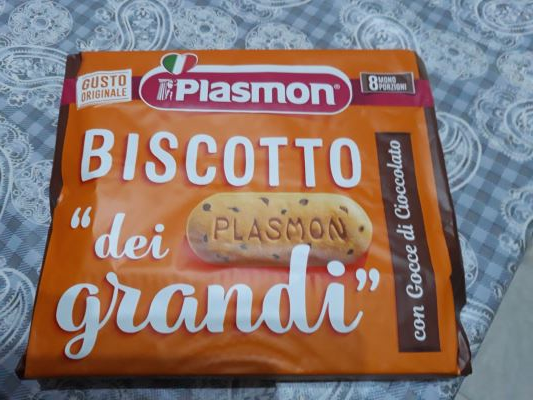 GUSTO
ORIGINALE
Plasmon
8 MONO
PORZIONI
BISCOTTO
"dei
grandi"
PLASMON
con Gocce di Cioccolato